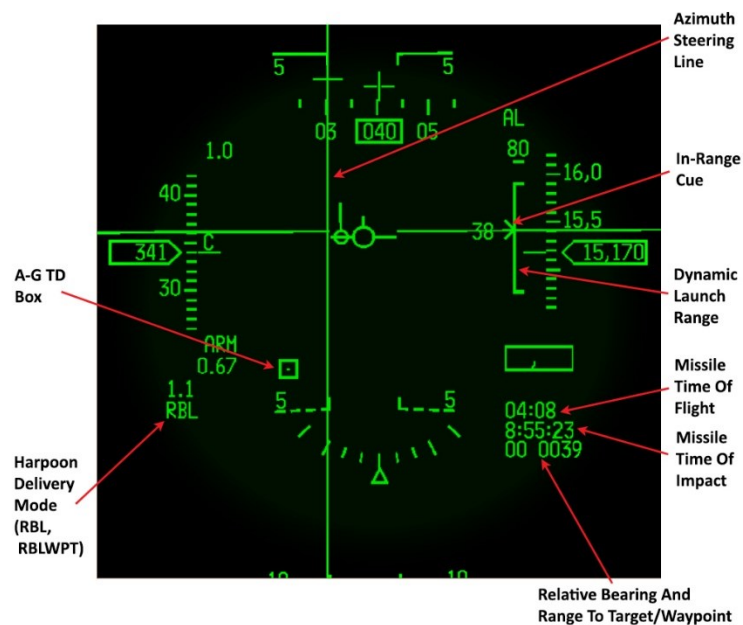 Azimuth
Steering
Line
5
5
03
040
05
AL
1.0
80
40
16,0
In-Range
Cue
15,5
38
341
C
15,170
A-G TD
Box
30
Dynamic
Launch
Range
ARM
0.67
Missile
Time Of
Flight
1.1
5
5
04:08
RBL
8:55:23
Missile
Time Of
Impact
00 0039
Harpoon
Delivery
Mode
(RBL,
RBLWPT)
10
10
Relative Bearing And
Range To Target/Waypoint